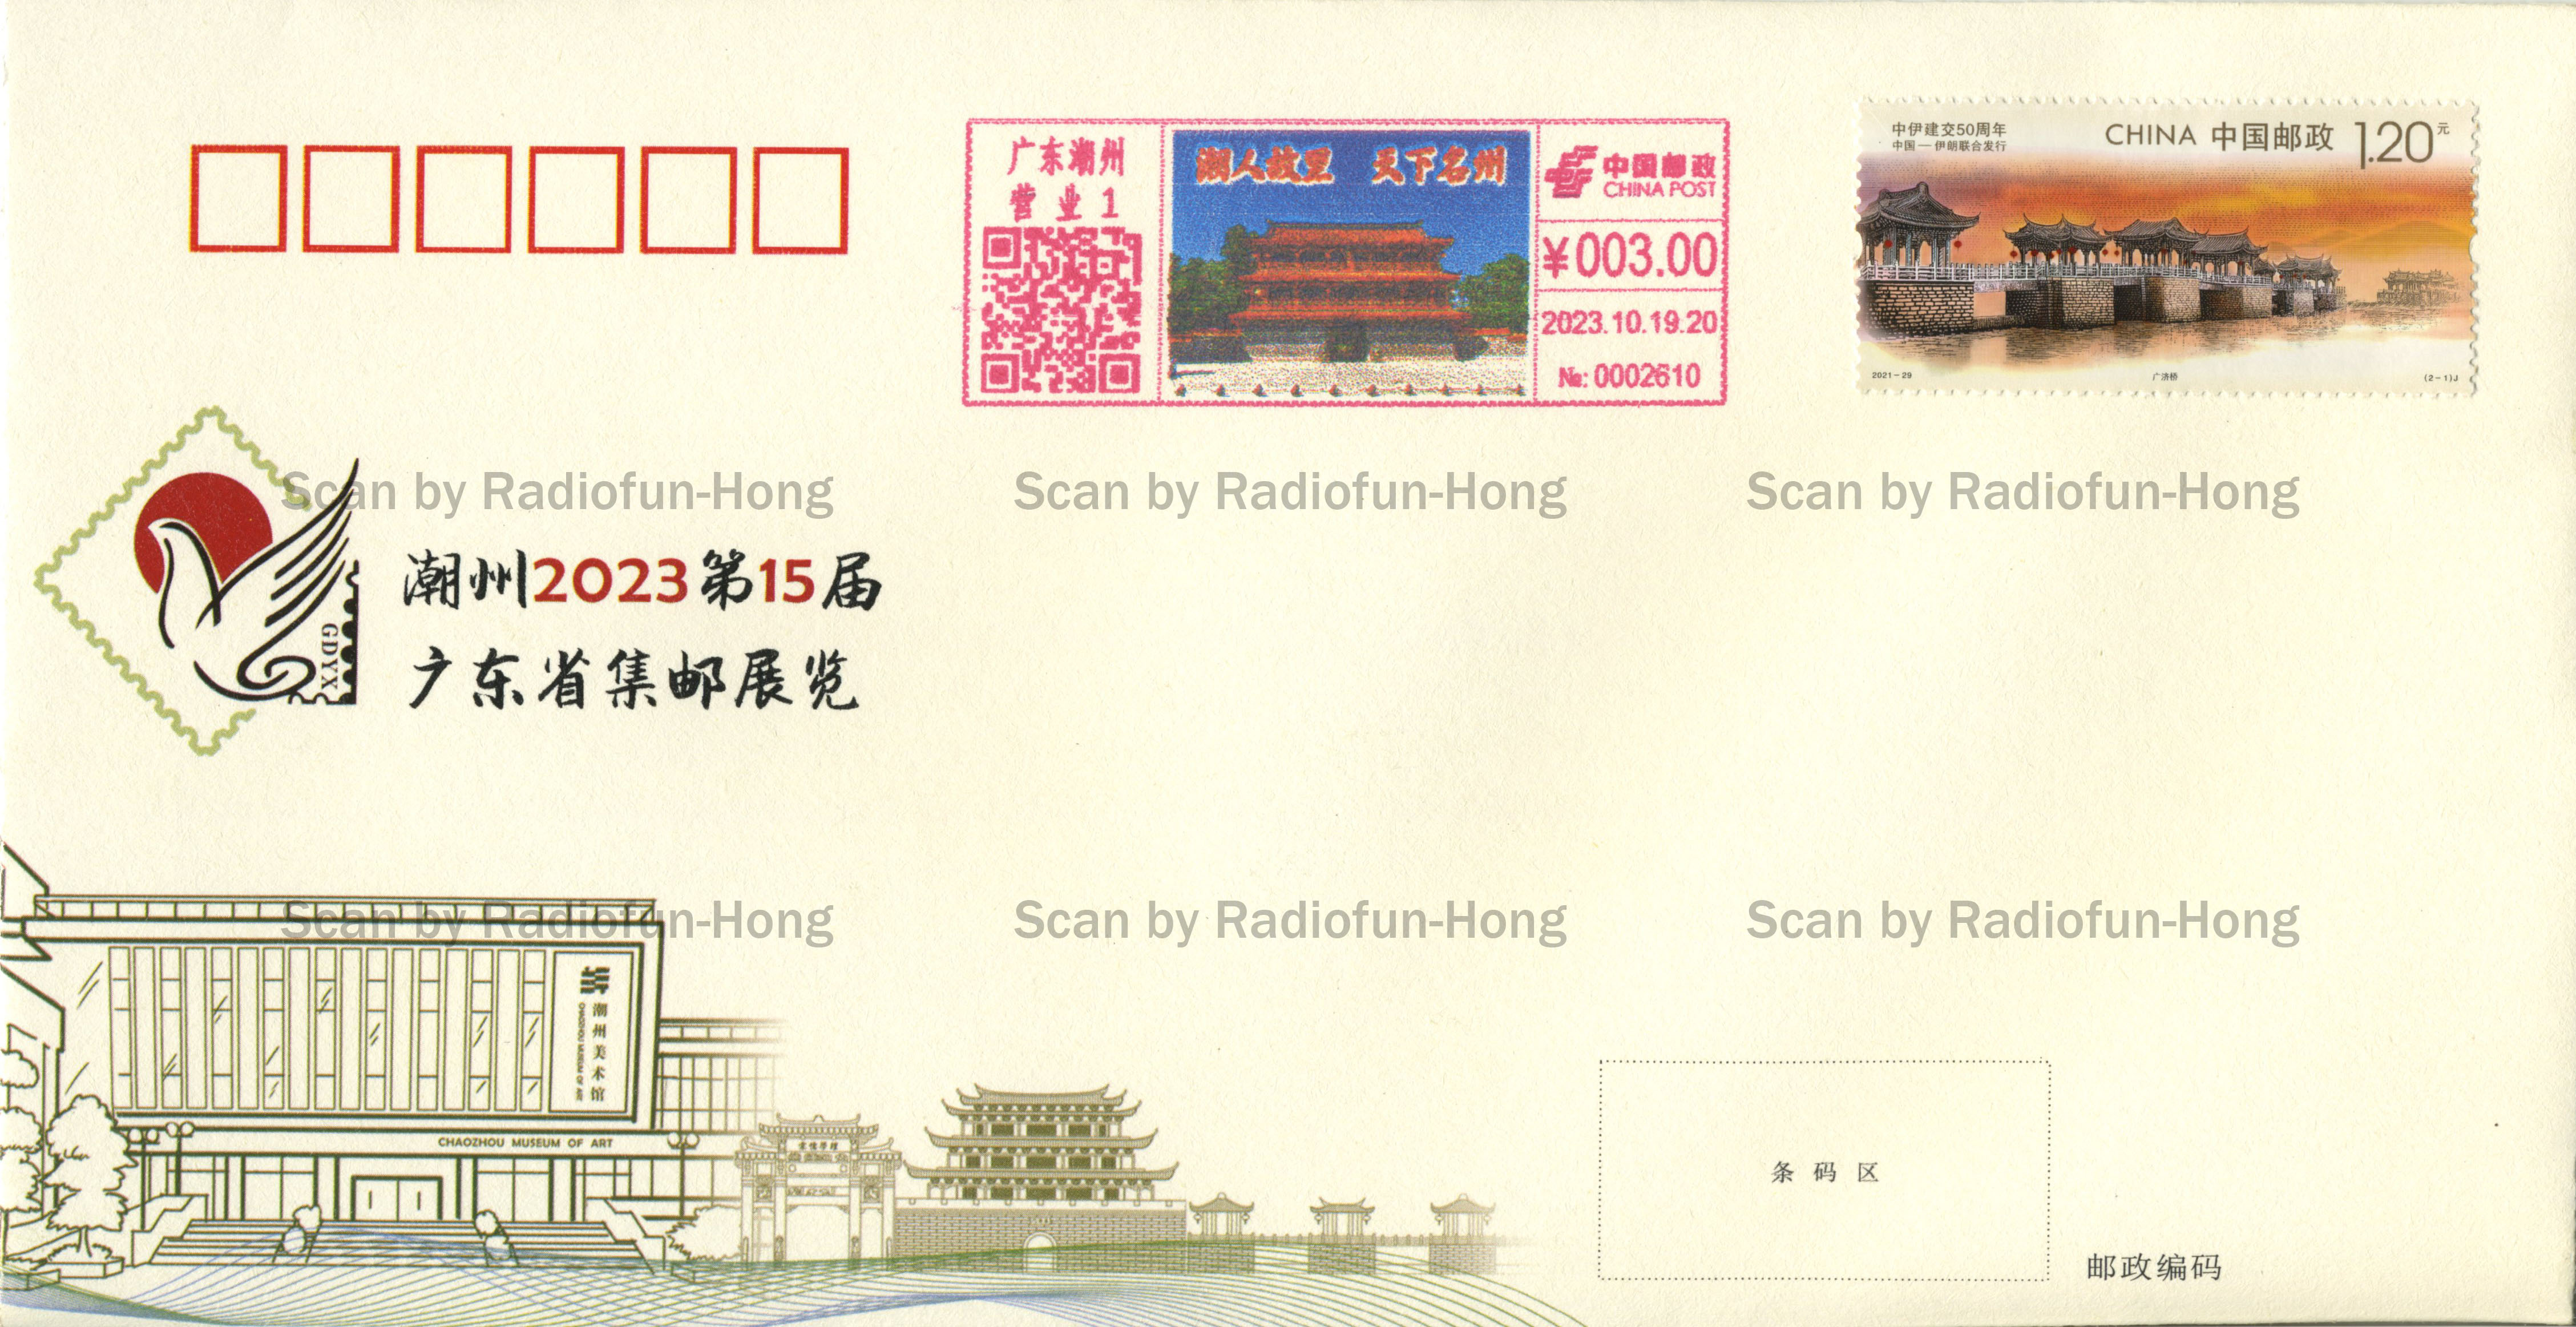 广东潮州
营业1
潮人故里 天下名州
中国邮政
CHINA POST
¥003.00
2023.10.19.20
№: 0002610
中伊建交50周年
中国—伊朗联合发行
CHINA 中国邮政 1.20元
2021-29
广济桥
(2-1)J
Scan by Radiofun-Hong
Scan by Radiofun-Hong
Scan by Radiofun-Hong
GDYX
潮州2023第15届
广东省集邮展览
Scan by Radiofun-Hong
Scan by Radiofun-Hong
Scan by Radiofun-Hong
潮州美术馆
CHAOZHOU MUSEUM OF ART
CHAOZHOU MUSEUM OF ART
条码区
邮政编码